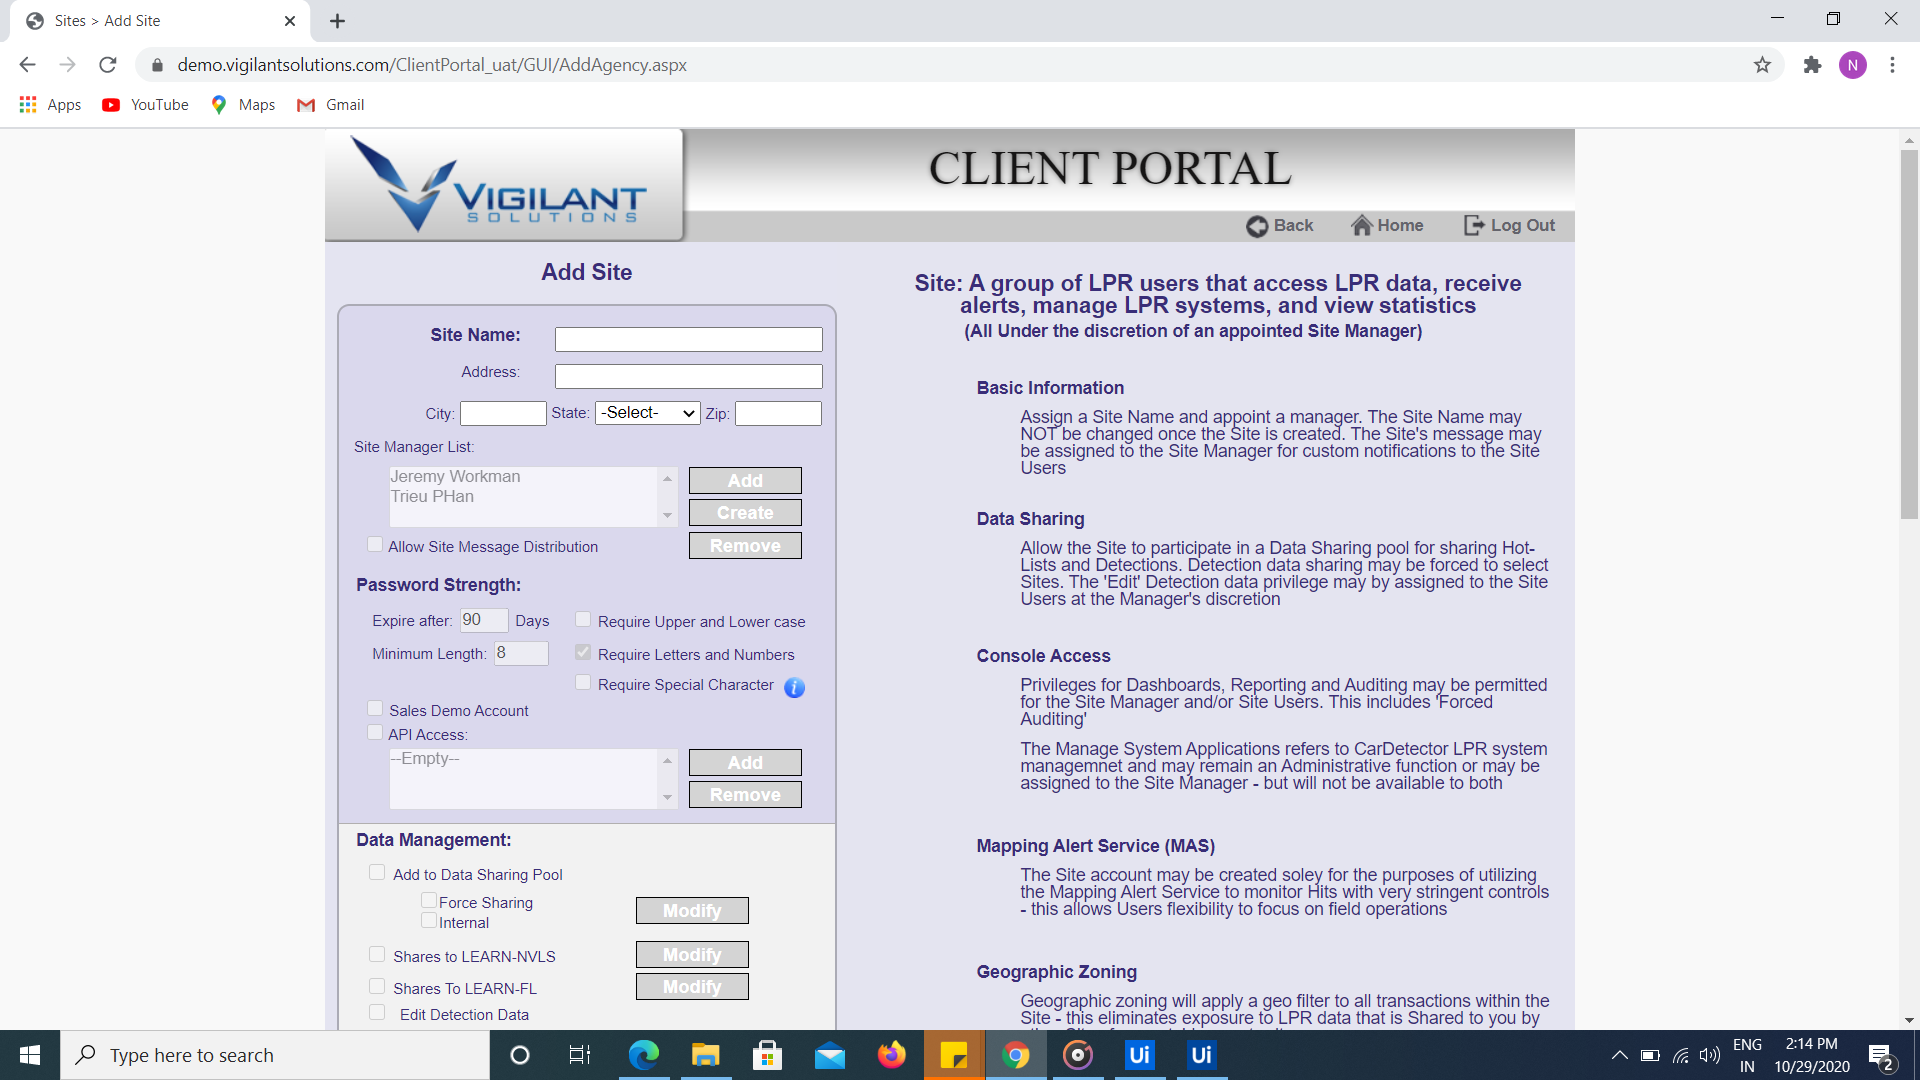 Sites > Add Site
demo.vigilantsolutions.com/ClientPortal_uat/GUI/AddAgency.aspx
N
Apps YouTube Maps Gmail
VIGILANT
SOLUTIONS
CLIENT PORTAL
Back Home Log Out
Add Site
Site Name:
Address:
City: State: -Select- Zip:
Site Manager List:
Jeremy Workman
Trieu PHan
Add
Create
Remove
Allow Site Message Distribution
Password Strength:
Expire after: 90 Days
Require Upper and Lower case
Minimum Length: 8
Require Letters and Numbers
Require Special Character i
Sales Demo Account
API Access:
--Empty--
Add
Remove
Data Management:
Add to Data Sharing Pool
Force Sharing
Internal
Modify
Shares to LEARN-NVLS Modify
Shares To LEARN-FL Modify
Edit Detection Data
Site: A group of LPR users that access LPR data, receive
alerts, manage LPR systems, and view statistics
(All Under the discretion of an appointed Site Manager)
Basic Information
Assign a Site Name and appoint a manager. The Site Name may
NOT be changed once the Site is created. The Site's message may
be assigned to the Site Manager for custom notifications to the Site
Users
Data Sharing
Allow the Site to participate in a Data Sharing pool for sharing Hot-
Lists and Detections. Detection data sharing may be forced to select
Sites. The 'Edit' Detection data privilege may by assigned to the Site
Users at the Manager's discretion
Console Access
Privileges for Dashboards, Reporting and Auditing may be permitted
for the Site Manager and/or Site Users. This includes 'Forced
Auditing'
The Manage System Applications refers to CarDetector LPR system
managemnet and may remain an Administrative function or may be
assigned to the Site Manager - but will not be available to both
Mapping Alert Service (MAS)
The Site account may be created soley for the purposes of utilizing
the Mapping Alert Service to monitor Hits with very stringent controls
- this allows Users flexibility to focus on field operations
Geographic Zoning
Geographic zoning will apply a geo filter to all transactions within the
Site - this eliminates exposure to LPR data that is Shared to you by
Type here to search
Ui
Ui
ENG
IN
2:14 PM
10/29/2020
2